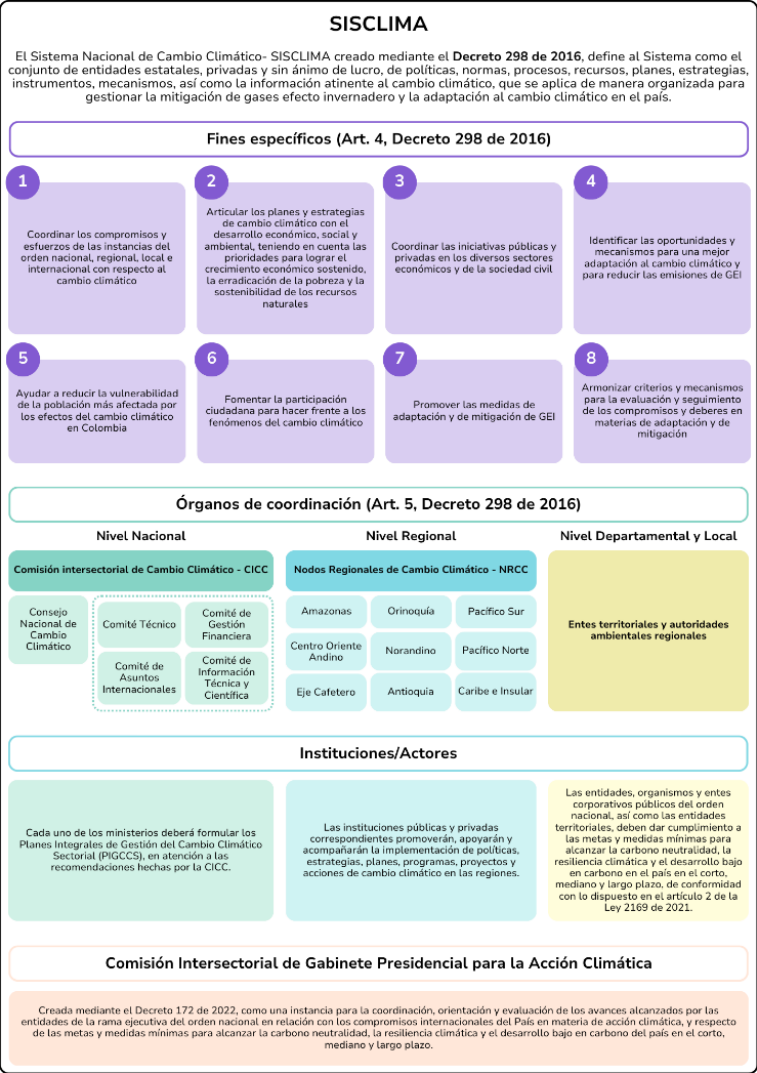 SISCLIMA
El Sistema Nacional de Cambio Climático- SISCLIMA creado mediante el Decreto 298 de 2016, define al Sistema como el
conjunto de entidades estatales, privadas y sin ánimo de lucro, de políticas, normas, procesos, recursos, planes, estrategias,
instrumentos, mecanismos, así como la información atinente al cambio climático, que se aplica de manera organizada para
gestionar la mitigación de gases efecto invernadero y la adaptación al cambio climático en el país.
Fines específicos (Art. 4, Decreto 298 de 2016)
1
Coordinar los compromisos y
esfuerzos de las instancias del
orden nacional, regional, local e
internacional con respecto al
cambio climático
2
Articular los planes y estrategias
de cambio climático con el
desarrollo económico, social y
ambiental, teniendo en cuenta las
prioridades para lograr el
crecimiento económico sostenido,
la erradicación de la pobreza y la
sostenibilidad de los recursos
naturales
3
Coordinar las iniciativas públicas y
privadas en los diversos sectores
económicos y de la sociedad civil
4
Identificar las oportunidades y
mecanismos para una mejor
adaptación al cambio climático y
para reducir las emisiones de GEI
5
Ayudar a reducir la vulnerabilidad
de la población más afectada por
los efectos del cambio climático
en Colombia
6
Fomentar la participación
ciudadana para hacer frente a los
fenómenos del cambio climático
7
Promover las medidas de
adaptación y de mitigación de GEI
8
Armonizar criterios y mecanismos
para la evaluación y seguimiento
de los compromisos y deberes en
materias de adaptación y de
mitigación
Órganos de coordinación (Art. 5, Decreto 298 de 2016)
Nivel Nacional
Comisión intersectorial de Cambio Climático - CICC
Consejo
Nacional de
Cambio
Climático
Comité Técnico
Comité de
Gestión
Financiera
Comité de
Asuntos
Internacionales
Comité de
Información
Técnica y
Científica
Nivel Regional
Nodos Regionales de Cambio Climático - NRCC
Amazonas
Orinoquía
Pacífico Sur
Centro Oriente
Andino
Norandino
Pacífico Norte
Eje Cafetero
Antioquia
Caribe e Insular
Nivel Departamental y Local
Entes territoriales y autoridades
ambientales regionales
Instituciones/Actores
Cada uno de los ministerios deberá formular los
Planes Integrales de Gestión del Cambio Climático
Sectorial (PIGCCS), en atención a las
recomendaciones hechas por la CICC.
Las instituciones públicas y privadas
correspondientes promoverán, apoyarán y
acompañarán la implementación de políticas,
estrategias, planes, programas, proyectos y
acciones de cambio climático en las regiones.
Las entidades, organismos y entes
corporativos públicos del orden
nacional, así como las entidades
territoriales, deben dar cumplimiento a
las metas y medidas mínimas para
alcanzar la carbono neutralidad, la
resiliencia climática y el desarrollo bajo
en carbono en el país en el corto,
mediano y largo plazo, de conformidad
con lo dispuesto en el artículo 2 de la
Ley 2169 de 2021.
Comisión Intersectorial de Gabinete Presidencial para la Acción Climática
Creada mediante el Decreto 172 de 2022, como una instancia para la coordinación, orientación y evaluación de los avances alcanzados por las
entidades de la rama ejecutiva del orden nacional en relación con los compromisos internacionales del País en materia de acción climática, y respecto
de las metas y medidas mínimas para alcanzar la carbono neutralidad, la resiliencia climática y el desarrollo bajo en carbono del país en el corto,
mediano y largo plazo.